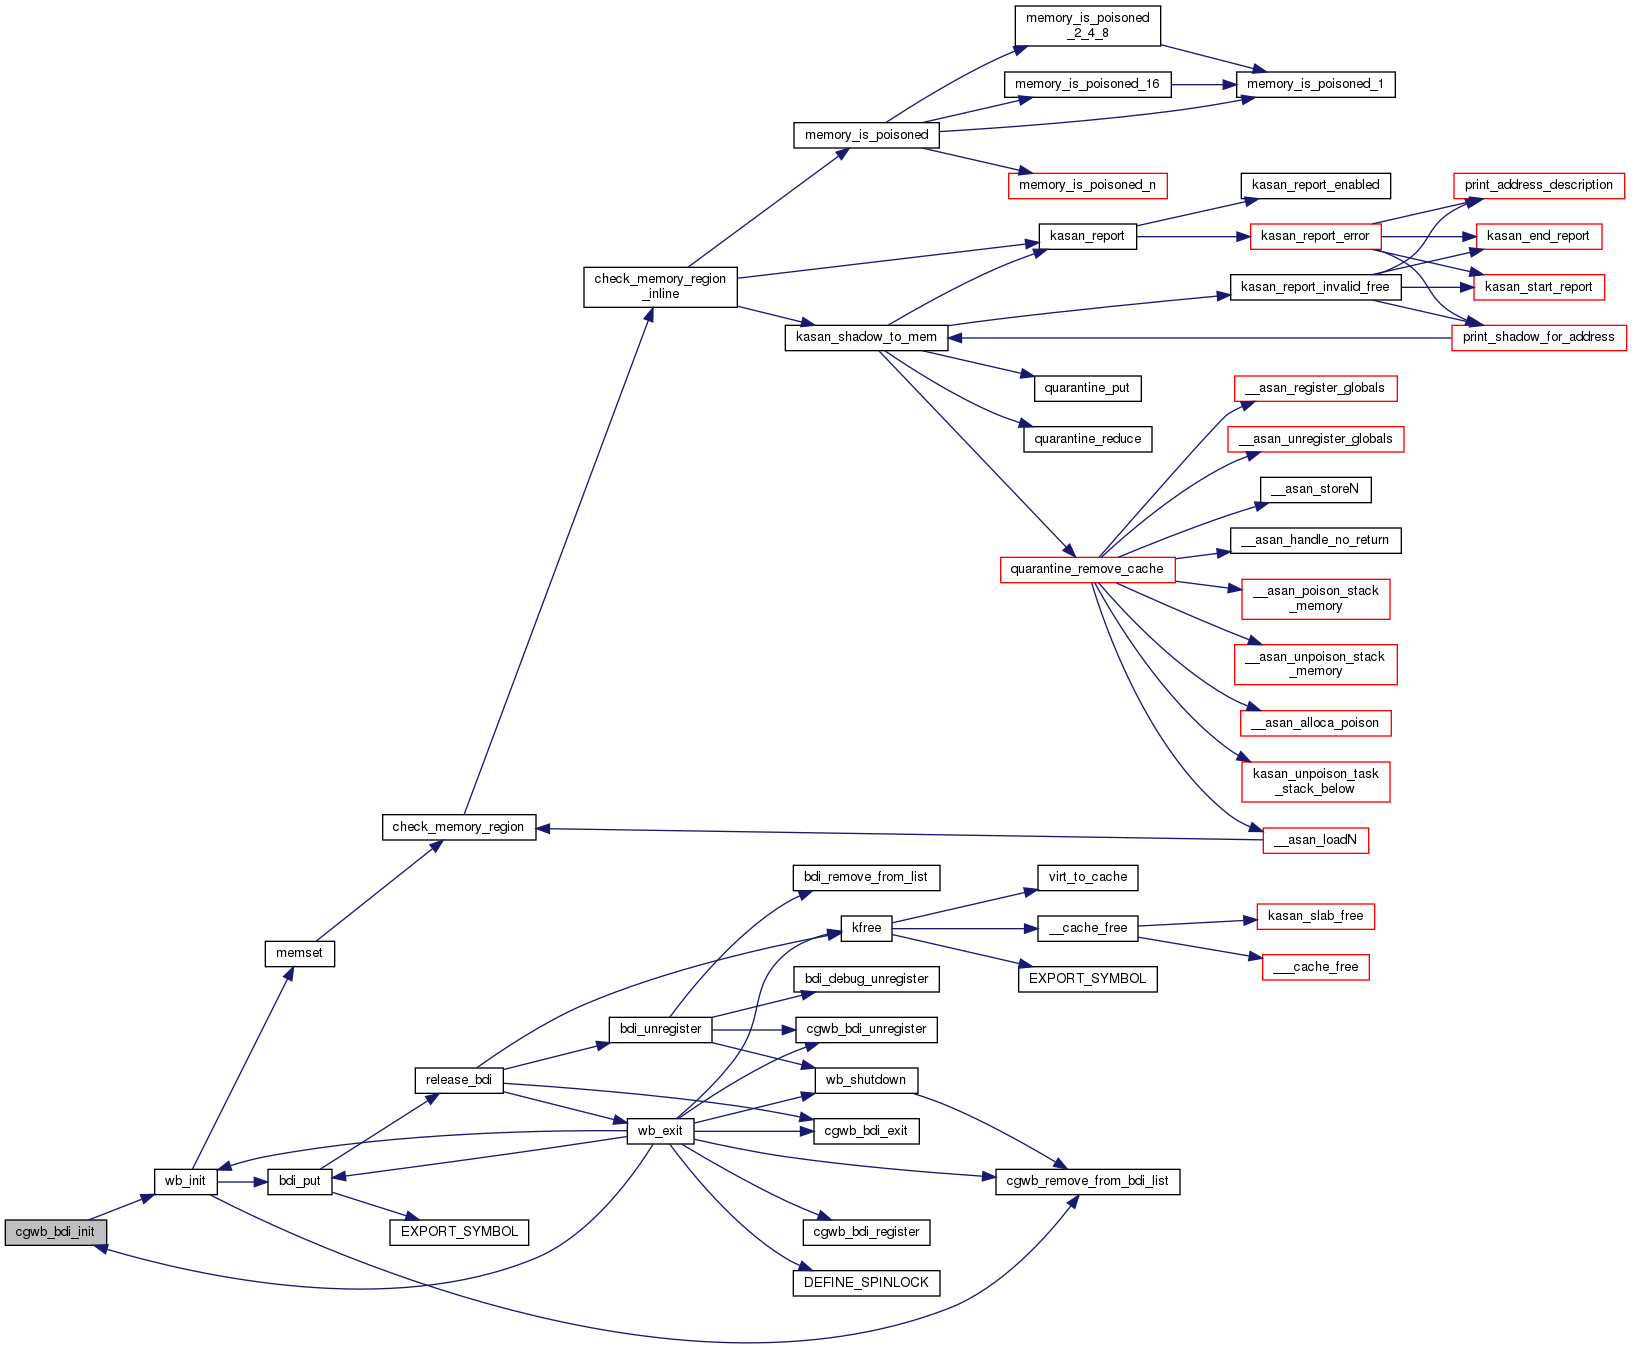 memory_is_poisoned
_2_4_8
memory_is_poisoned_16
memory_is_poisoned_1
memory_is_poisoned
memory_is_poisoned_n
kasan_report_enabled
print_address_description
kasan_report
kasan_report_error
kasan_end_report
check_memory_region
_inline
kasan_report_invalid_free
kasan_start_report
kasan_shadow_to_mem
print_shadow_for_address
quarantine_put
__asan_register_globals
quarantine_reduce
__asan_unregister_globals
__asan_storeN
__asan_handle_no_return
quarantine_remove_cache
__asan_poison_stack
_memory
__asan_unpoison_stack
_memory
__asan_alloca_poison
kasan_unpoison_task
_stack_below
check_memory_region
__asan_loadN
bdi_remove_from_list
virt_to_cache
kasan_slab_free
kfree
__cache_free
memset
___cache_free
bdi_debug_unregister
EXPORT_SYMBOL
bdi_unregister
cgwb_bdi_unregister
release_bdi
wb_shutdown
wb_exit
cgwb_bdi_exit
wb_init
bdi_put
cgwb_remove_from_bdi_list
cgwb_bdi_init
EXPORT_SYMBOL
cgwb_bdi_register
DEFINE_SPINLOCK